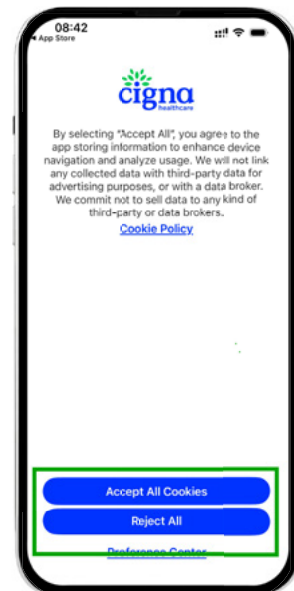 08:42
App Store
cigna
healthcare
By selecting "Accept All", you agree to the
app storing information to enhance device
navigation and analyze usage. We will not link
any collected data with third-party data for
advertising purposes, or with a data broker.
We commit not to sell data to any kind of
third-party or data brokers.
Cookie Policy
Accept All Cookies
Reject All
Preference Center